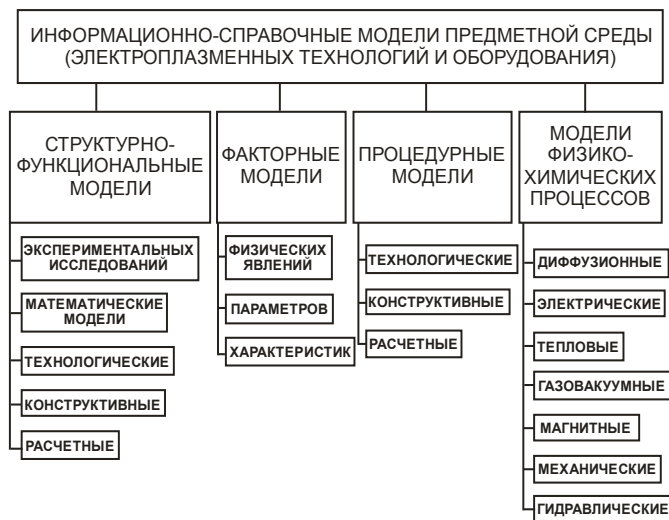 ИНФОРМАЦИОННО-СПРАВОЧНЫЕ МОДЕЛИ ПРЕДМЕТНОЙ СРЕДЫ
(ЭЛЕКТРОПЛАЗМЕННЫХ ТЕХНОЛОГИЙ И ОБОРУДОВАНИЯ)
СТРУКТУРНО-
ФУНКЦИОНАЛЬНЫЕ
МОДЕЛИ
ЭКСПЕРИМЕНТАЛЬНЫХ
ИССЛЕДОВАНИЙ
МАТЕМАТИЧЕСКИЕ
МОДЕЛИ
ТЕХНОЛОГИЧЕСКИЕ
КОНСТРУКТИВНЫЕ
РАСЧЕТНЫЕ
ФАКТОРНЫЕ
МОДЕЛИ
ФИЗИЧЕСКИХ
ЯВЛЕНИЙ
ПАРАМЕТРОВ
ХАРАКТЕРИСТИК
ПРОЦЕДУРНЫЕ
МОДЕЛИ
ТЕХНОЛОГИЧЕСКИЕ
КОНСТРУКТИВНЫЕ
РАСЧЕТНЫЕ
МОДЕЛИ
ФИЗИКО-
ХИМИЧЕСКИХ
ПРОЦЕССОВ
ДИФФУЗИОННЫЕ
ЭЛЕКТРИЧЕСКИЕ
ТЕПЛОВЫЕ
ГАЗОВАКУУМНЫЕ
МАГНИТНЫЕ
МЕХАНИЧЕСКИЕ
ГИДРАВЛИЧЕСКИЕ